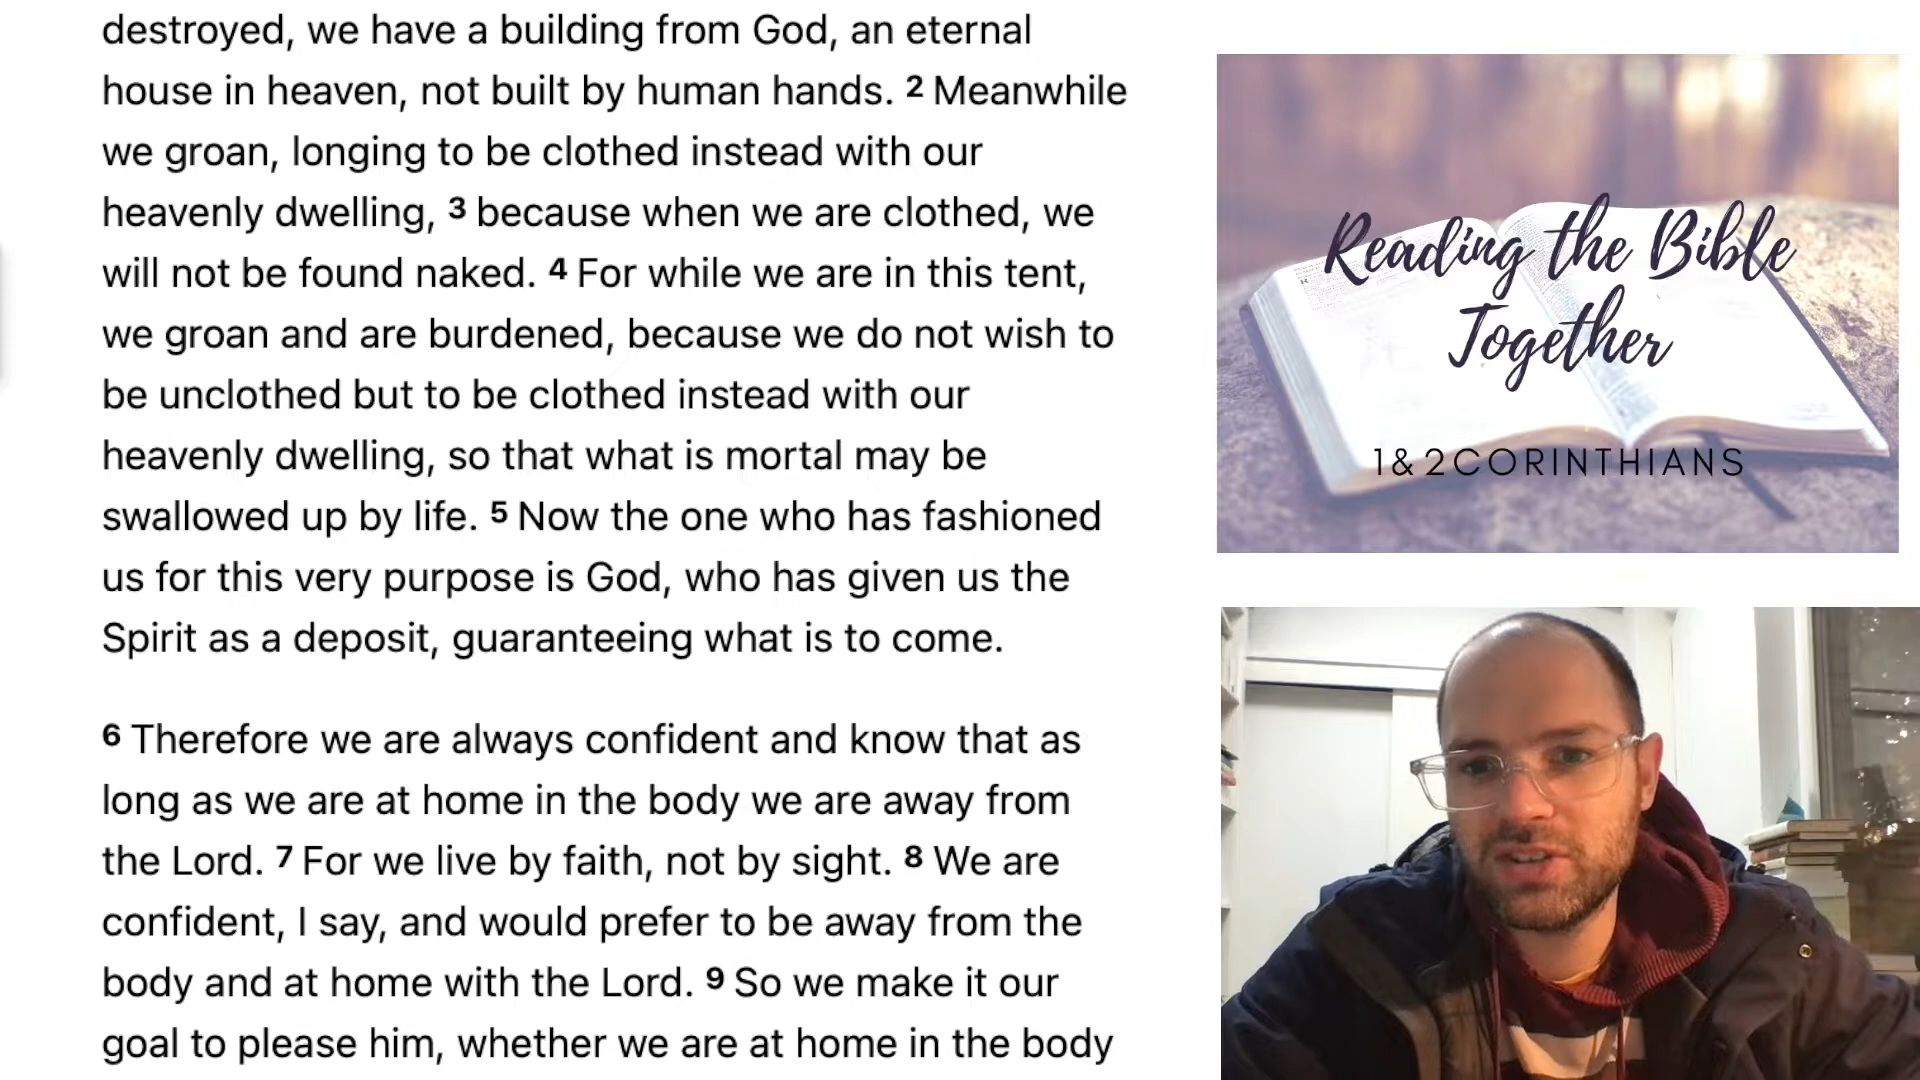 destroyed, we have a building from God, an eternal
house in heaven, not built by human hands. 2 Meanwhile
we groan, longing to be clothed instead with our
heavenly dwelling, 3 because when we are clothed, we
will not be found naked. 4 For while we are in this tent,
we groan and are burdened, because we do not wish to
be unclothed but to be clothed instead with our
heavenly dwelling, so that what is mortal may be
swallowed up by life. 5 Now the one who has fashioned
us for this very purpose is God, who has given us the
Spirit as a deposit, guaranteeing what is to come.
6 Therefore we are always confident and know that as
long as we are at home in the body we are away from
the Lord. 7 For we live by faith, not by sight. 8 We are
confident, I say, and would prefer to be away from the
body and at home with the Lord. 9 So we make it our
goal to please him, whether we are at home in the body
Reading the Bible
Together
1 & 2 CORINTHIANS